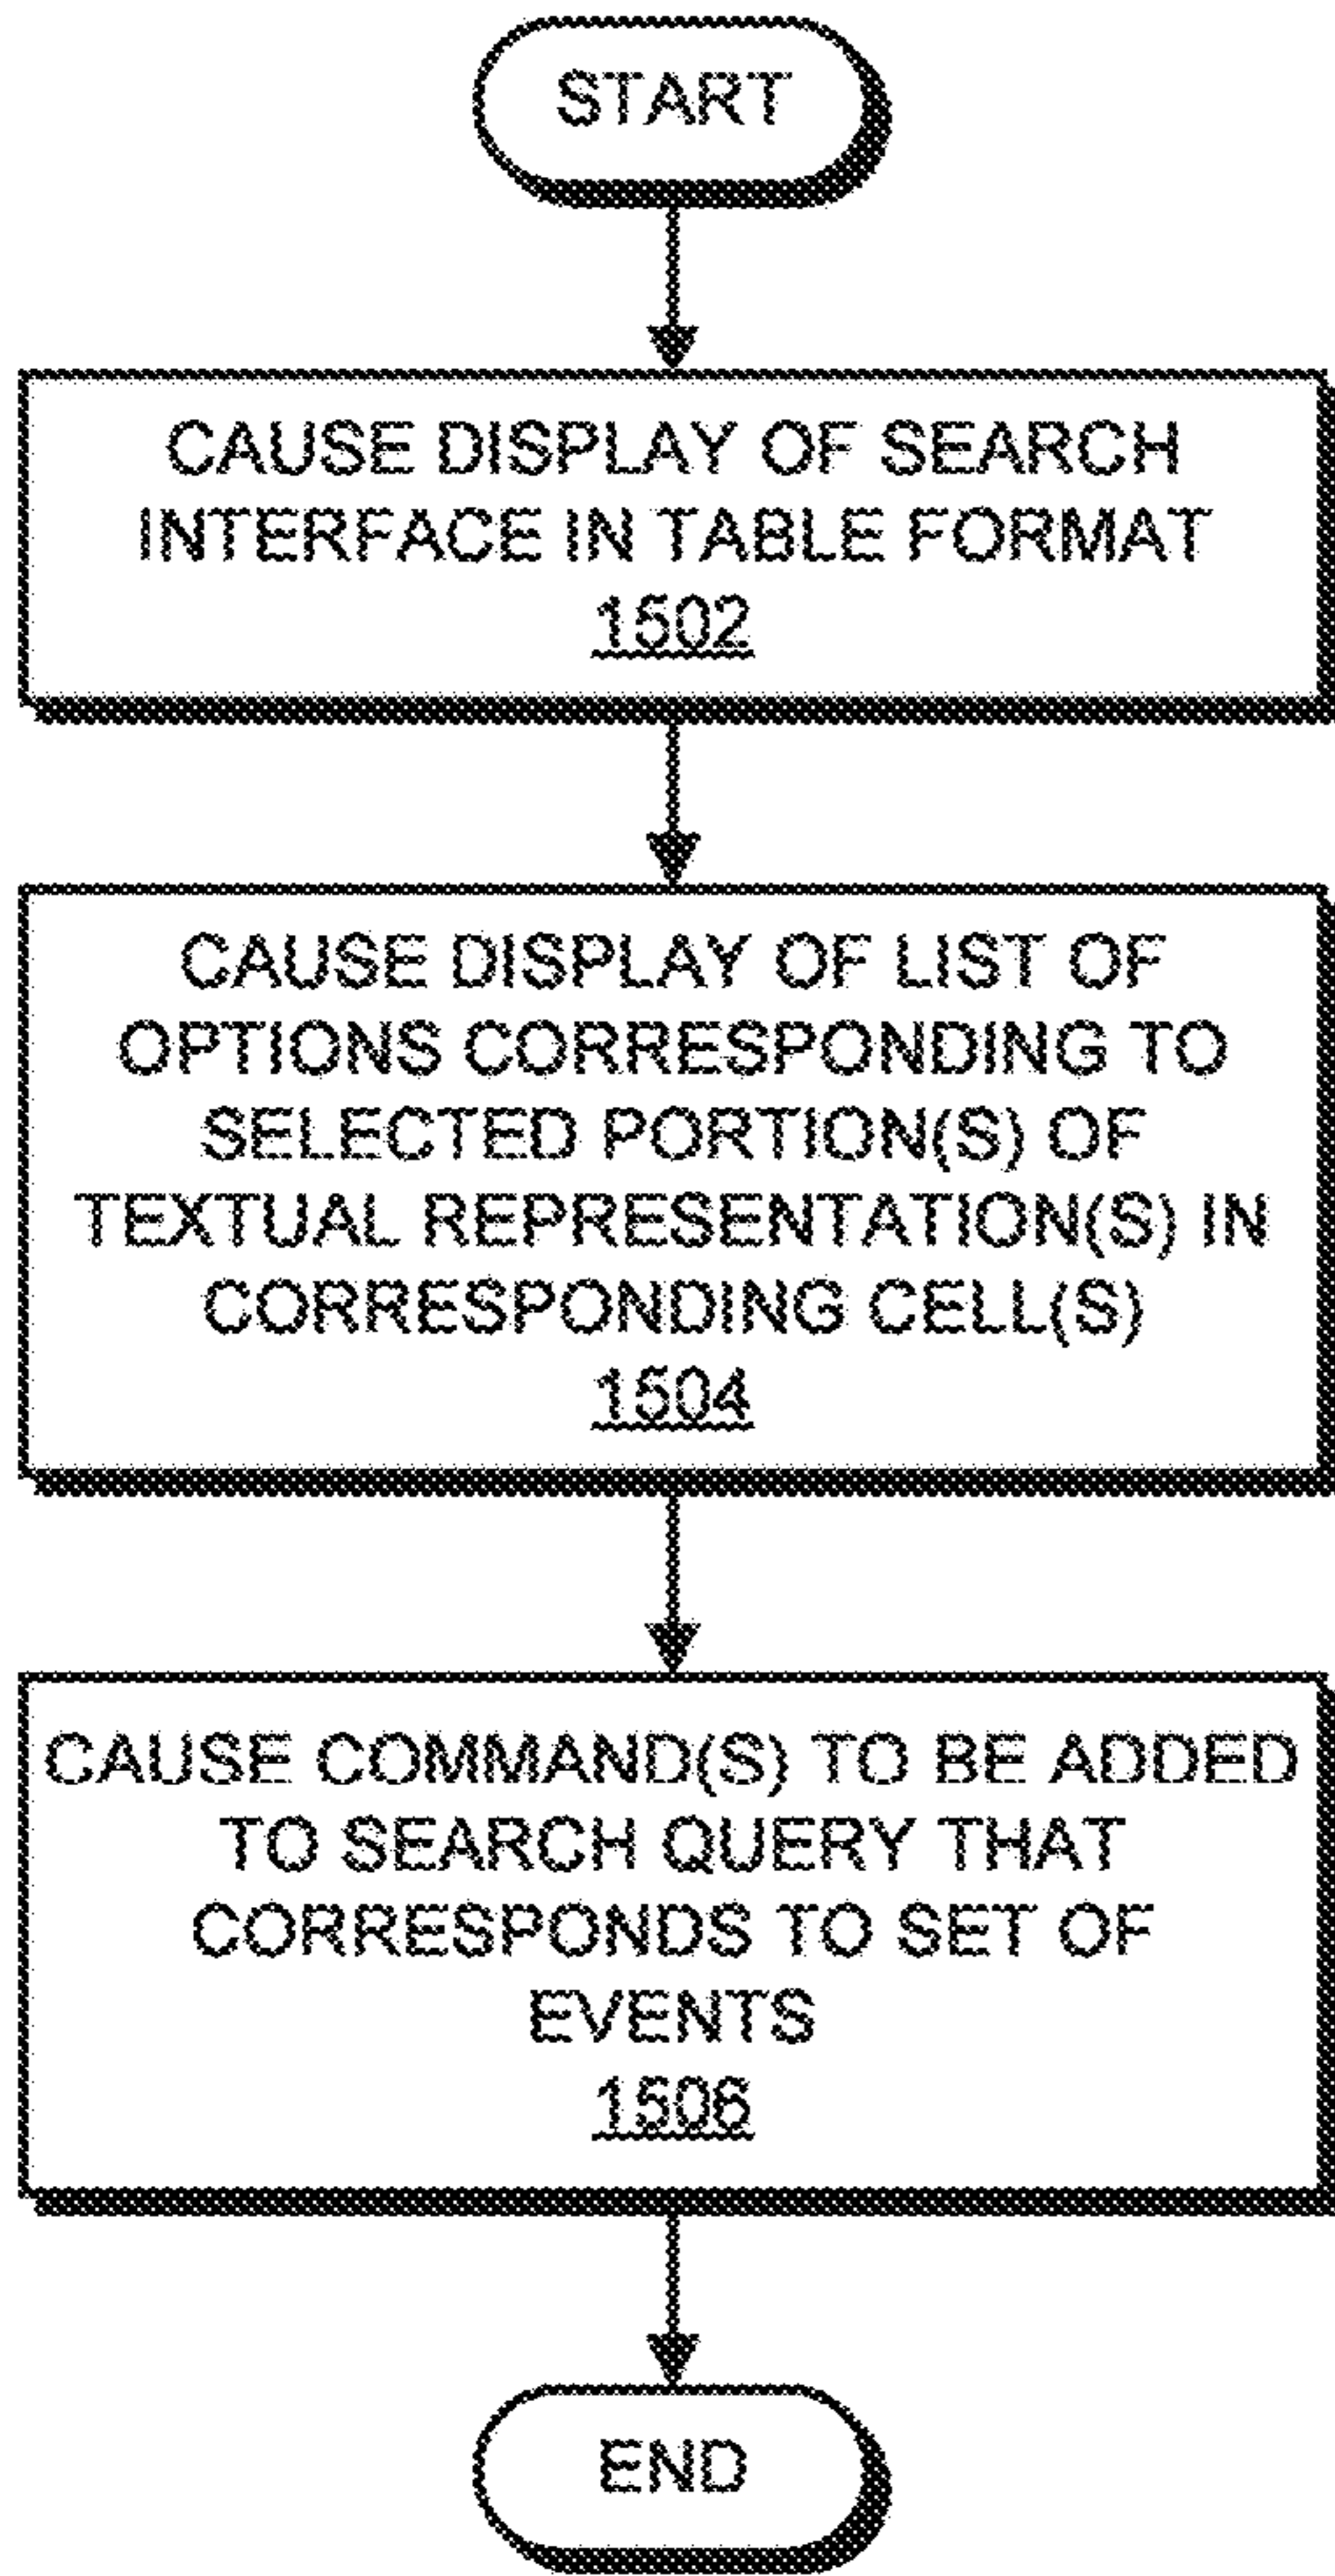 START
CAUSE DISPLAY OF SEARCH
INTERFACE IN TABLE FORMAT
1502
CAUSE DISPLAY OF LIST OF
OPTIONS CORRESPONDING TO
SELECTED PORTION(S) OF
TEXTUAL REPRESENTATION(S) IN
CORRESPONDING CELL(S)
1504
CAUSE COMMAND(S) TO BE ADDED
TO SEARCH QUERY THAT
CORRESPONDS TO SET OF
EVENTS
1506
END